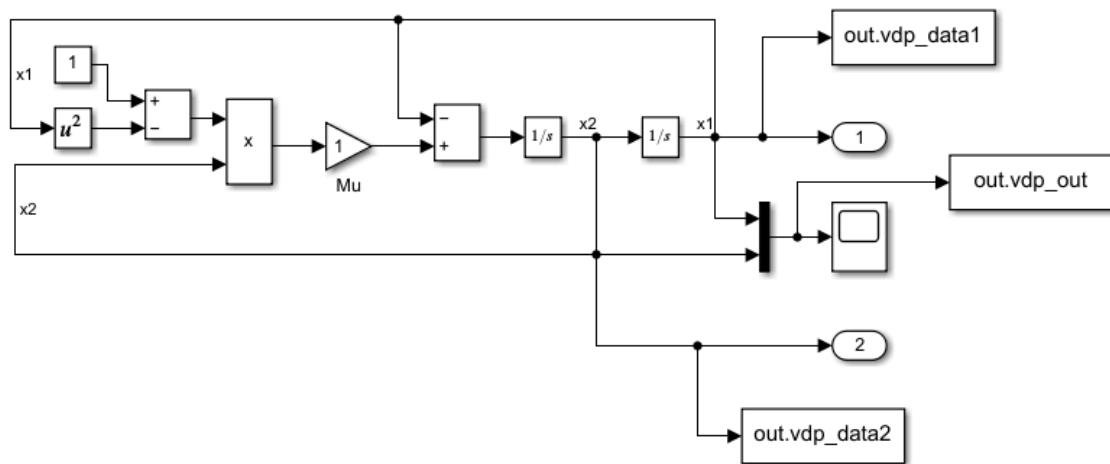 out.vdp_data1
1
x1
+
u²
−
x
1
Mu
−
+
1/s
x2
1/s
x1
1
out.vdp_out
x2
2
out.vdp_data2